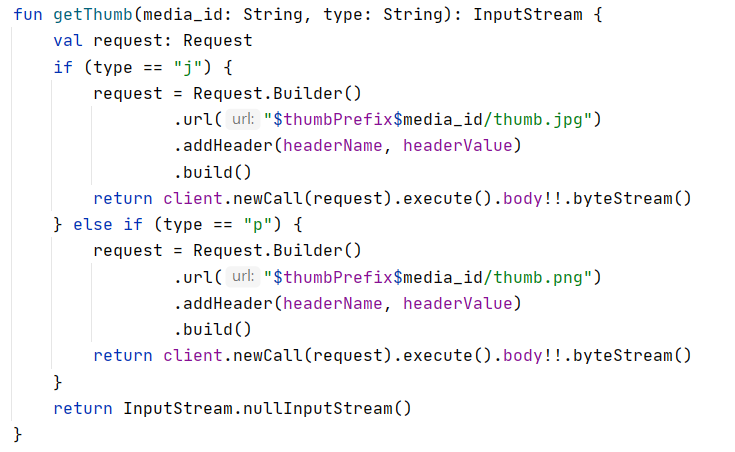 fun getThumb(media_id: String, type: String): InputStream {
    val request: Request
    if (type == "j") {
        request = Request.Builder()
                .url( url: "$thumbPrefix$media_id/thumb.jpg")
                .addHeader(headerName, headerValue)
                .build()
        return client.newCall(request).execute().body!!.byteStream()
    } else if (type == "p") {
        request = Request.Builder()
                .url( url: "$thumbPrefix$media_id/thumb.png")
                .addHeader(headerName, headerValue)
                .build()
        return client.newCall(request).execute().body!!.byteStream()
    }
    return InputStream.nullInputStream()
}